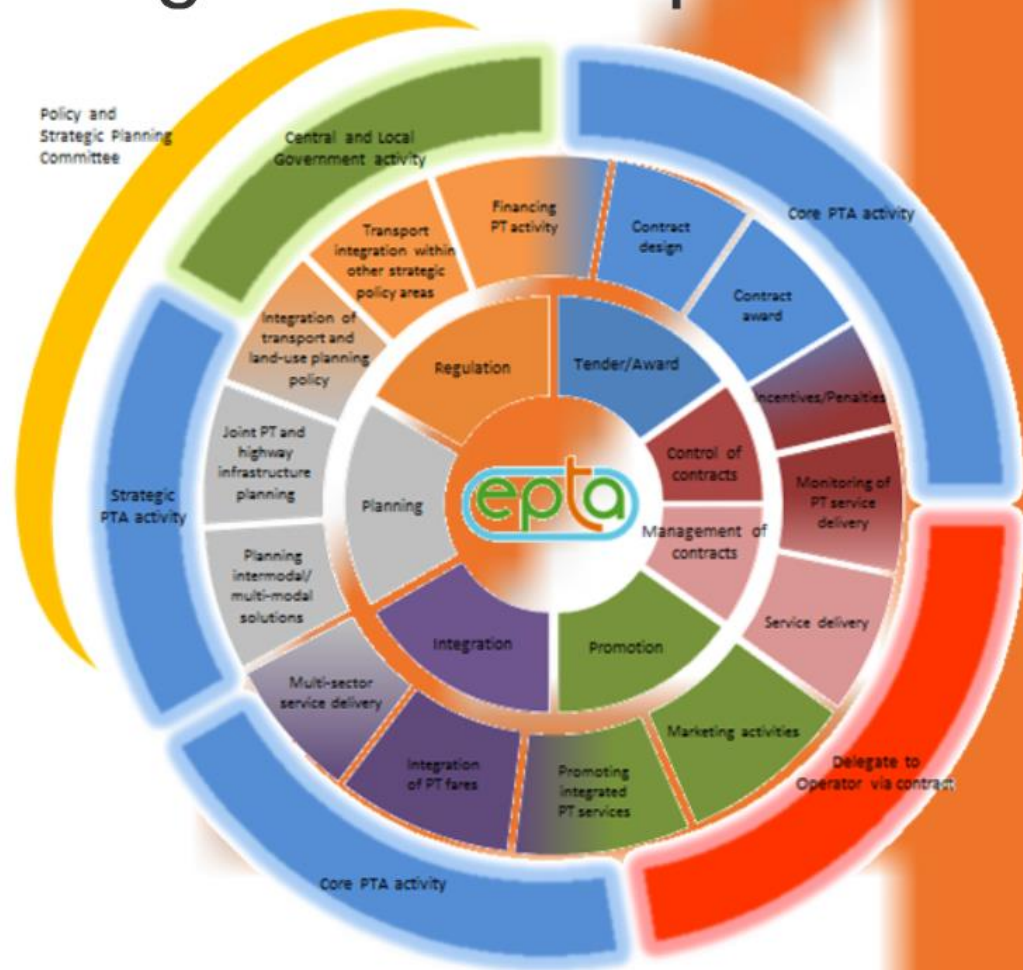 Policy and
Strategic Planning
Committee
Central and Local
Government activity
Core PTA activity
Financing
PT activity
Contract
design
Transport
integration within
other strategic
policy areas
Contract
award
Integration of
transport and
land-use planning
policy
Regulation
Tender/Award
Incentives/Penalties
Joint PT and
highway
infrastructure
planning
Control of
contracts
Monitoring of
PT service
delivery
Strategic
PTA activity
Planning
epta
Management of
contracts
Planning
intermodal/
multi-modal
solutions
Service delivery
Integration
Promotion
Multi-sector
service delivery
Marketing activities
Integration
of PT fares
Promoting
integrated
PT services
Delegate to
Operator via contract
Core PTA activity